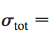 σ_tot =